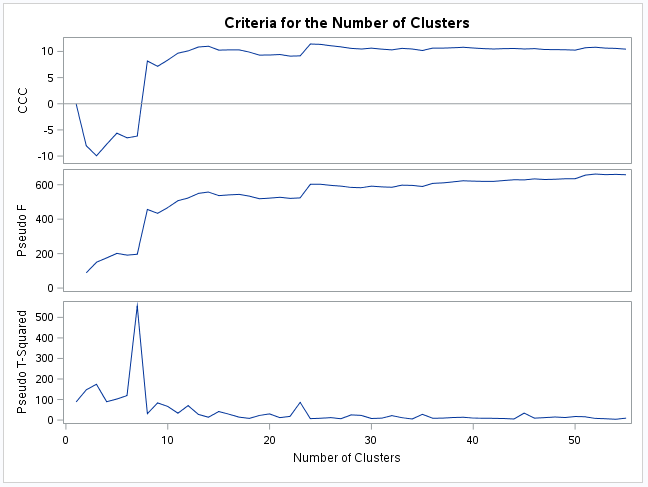 Criteria for the Number of Clusters
CCC
10
5
0
-5
-10
Pseudo F
600
400
200
0
Pseudo T-Squared
500
400
300
200
100
0
0 10 20 30 40 50
Number of Clusters